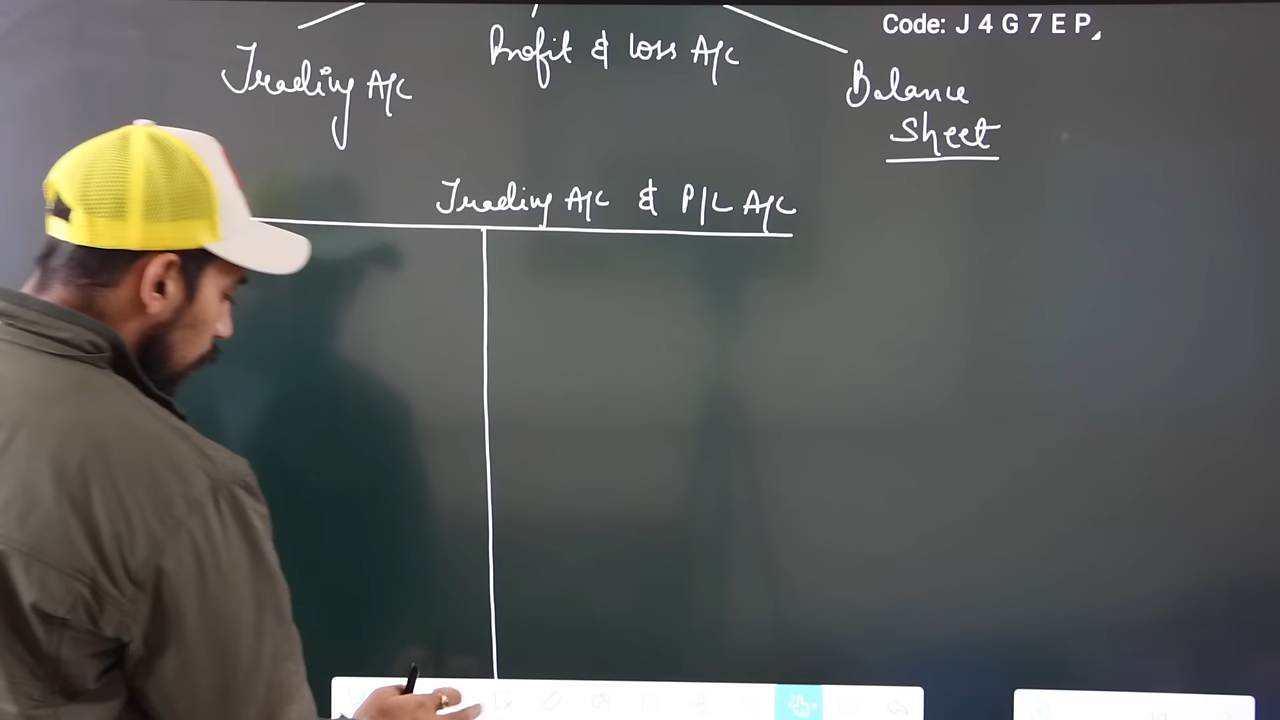 Code: J 4 G 7 E P
Trading A/c
Profit & loss A/c
Balance
Sheet
Trading A/c & P/L A/c